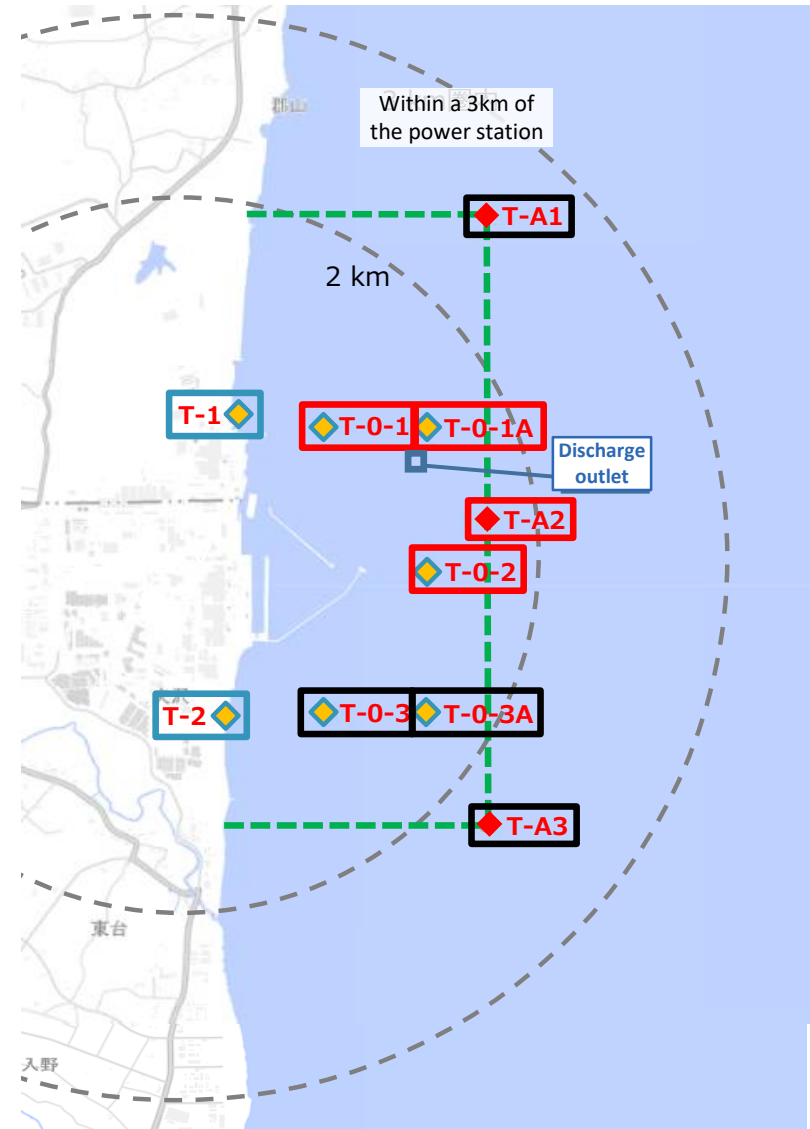 郡山
Within a 3km of
the power station
T-A1
2 km
T-1
T-0-1
T-0-1A
Discharge
outlet
T-A2
T-0-2
T-2
T-0-3
T-0-3A
T-A3
東台
入野